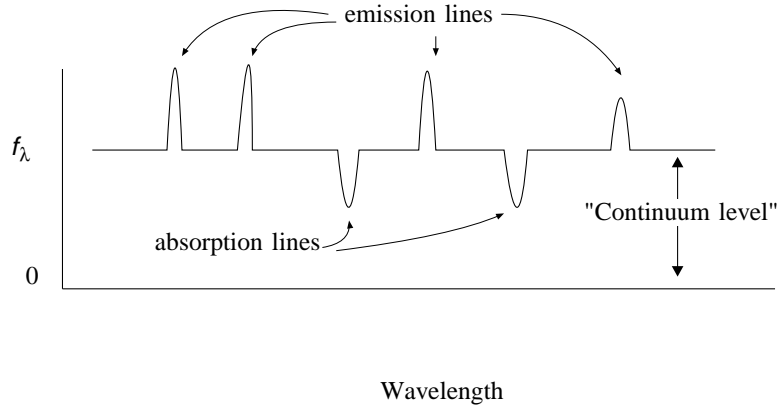 emission lines
fλ
"Continuum level"
absorption lines
0
Wavelength